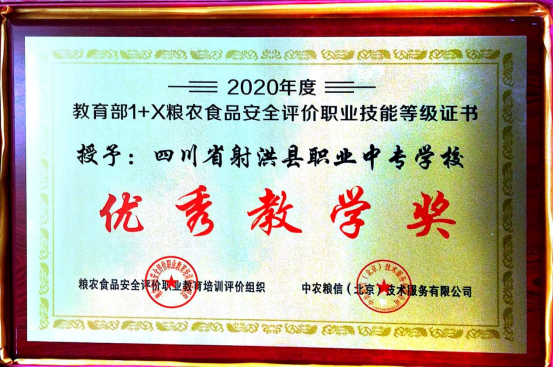 2020年度
教育部1+X粮农食品安全评价职业技能等级证书
授予：四川省射洪县职业中专学校
优秀教学奖
粮农食品安全评价职业教育培训评价组织
中农粮信（北京）技术服务有限公司